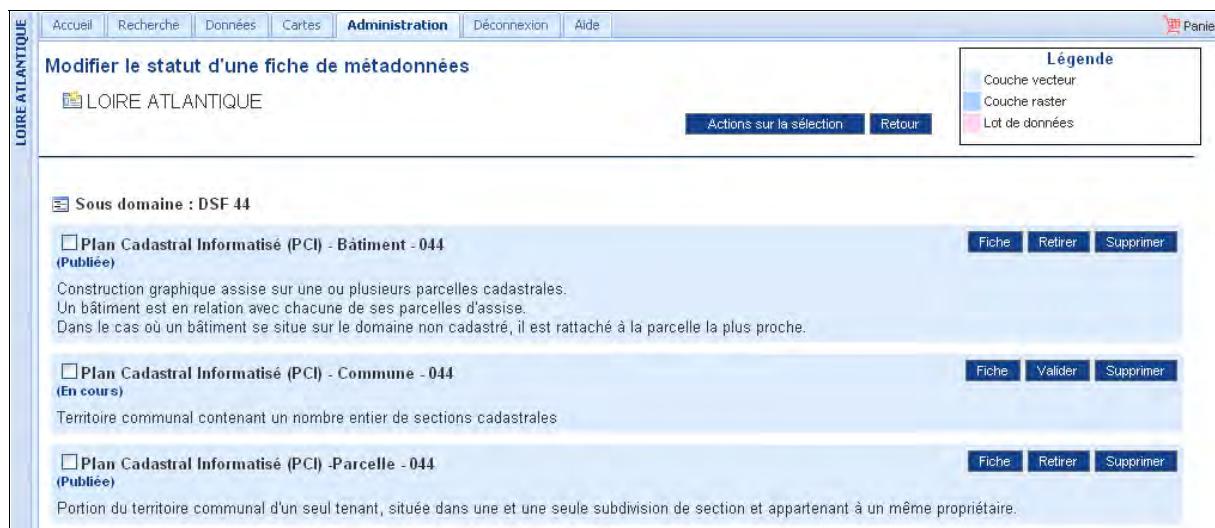 LOIRE ATLANTIQUE
Accueil Recherche Données Cartes Administration Déconnexion Aide Panie
Modifier le statut d'une fiche de métadonnées
LOIRE ATLANTIQUE
Actions sur la sélection Retour
Légende
Couche vecteur
Couche raster
Lot de données
Sous domaine : DSF 44
Plan Cadastral Informatisé (PCI) - Bâtiment - 044
Fiche Retirer Supprimer
(Publiée)
Construction graphique assise sur une ou plusieurs parcelles cadastrales.
Un bâtiment est en relation avec chacune de ses parcelles d'assise.
Dans le cas où un bâtiment se situe sur le domaine non cadastré, il est rattaché à la parcelle la plus proche.
Plan Cadastral Informatisé (PCI) - Commune - 044
Fiche Valider Supprimer
(En cours)
Territoire communal contenant un nombre entier de sections cadastrales
Plan Cadastral Informatisé (PCI) -Parcelle - 044
Fiche Retirer Supprimer
(Publiée)
Portion du territoire communal d'un seul tenant, située dans une et une seule subdivision de section et appartenant à un même propriétaire.